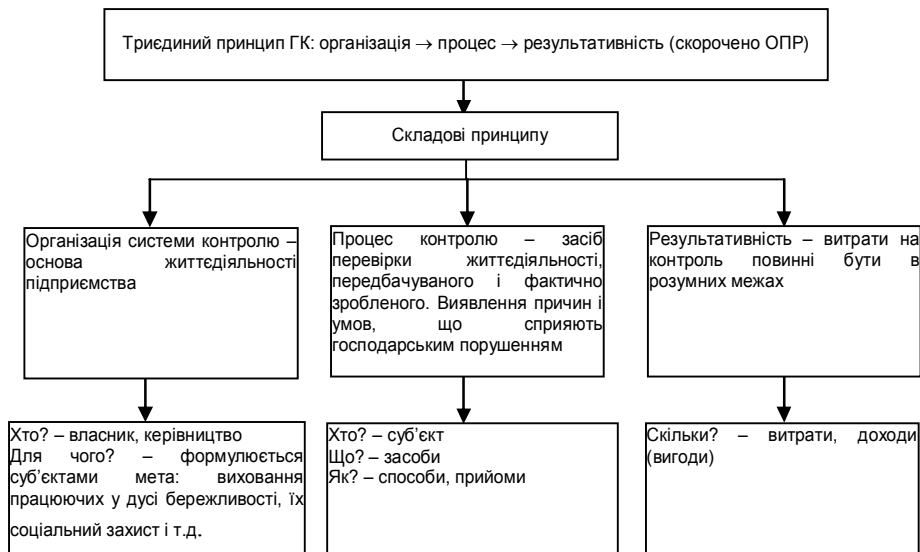 Триєдиний принцип ГК: організація → процес → результативність (скорочено ОПР)
Складові принципу
Організація системи контролю –
основа життєдіяльності
підприємства
Процес контролю – засіб
перевірки життєдіяльності,
передбачуваного і фактично
зробленого. Виявлення причин і
умов, що сприяють
господарським порушенням
Результативність – витрати на
контроль повинні бути в
розумних межах
Хто? – власник, керівництво
Для чого? – формулюється
суб’єктами мета: виховання
працюючих у дусі бережливості, їх
соціальний захист і т.д.
Хто? – суб’єкт
Що? – засоби
Як? – способи, прийоми
Скільки? – витрати, доходи
(вигоди)